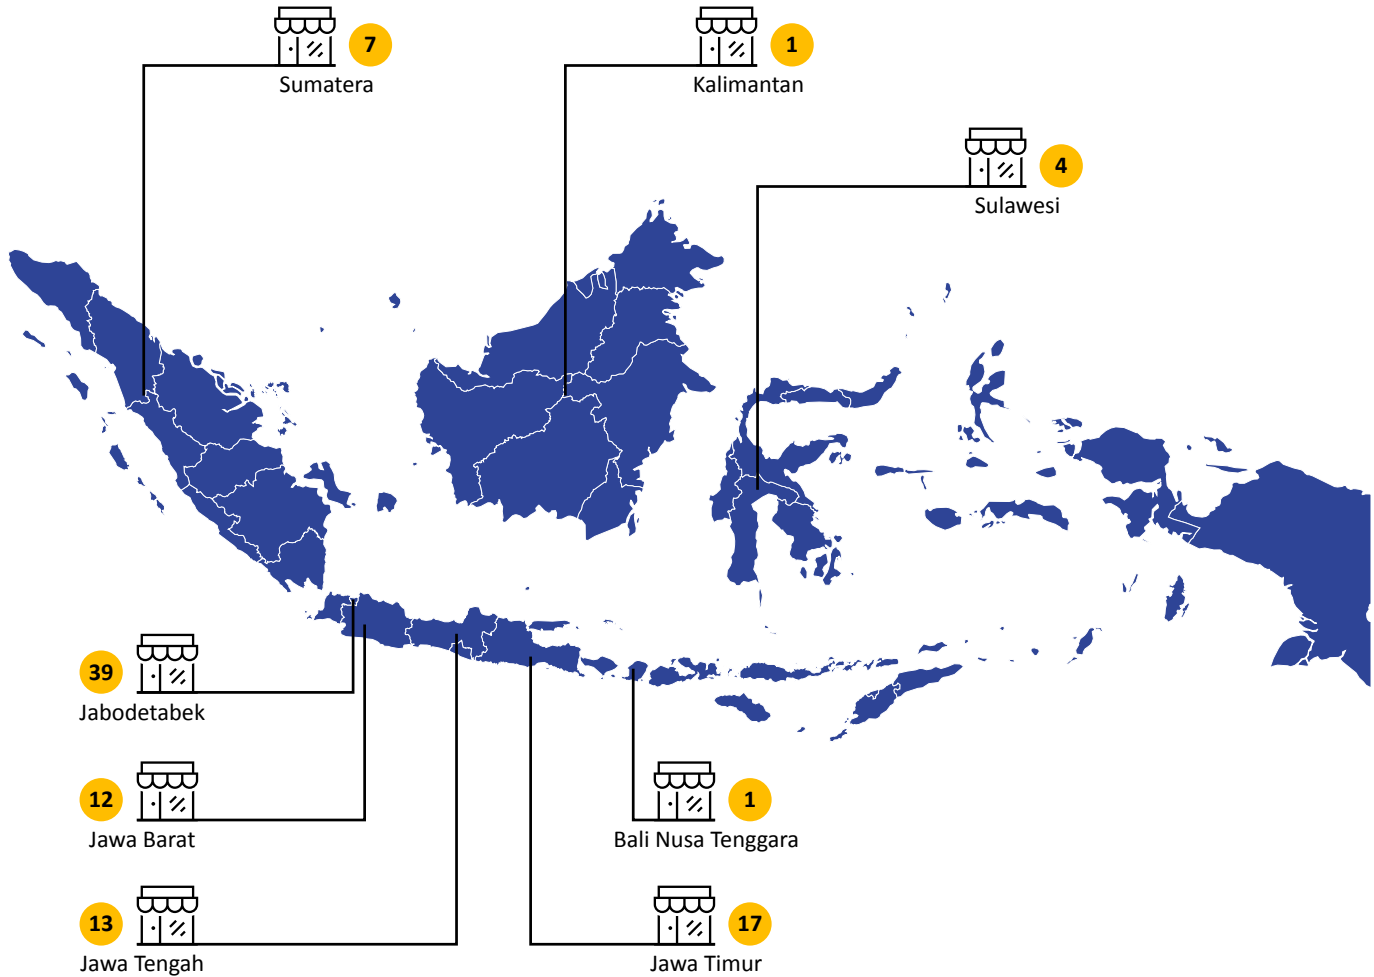 7
Sumatera
1
Kalimantan
4
Sulawesi
39
Jabodetabek
12
Jawa Barat
1
Bali Nusa Tenggara
13
Jawa Tengah
17
Jawa Timur